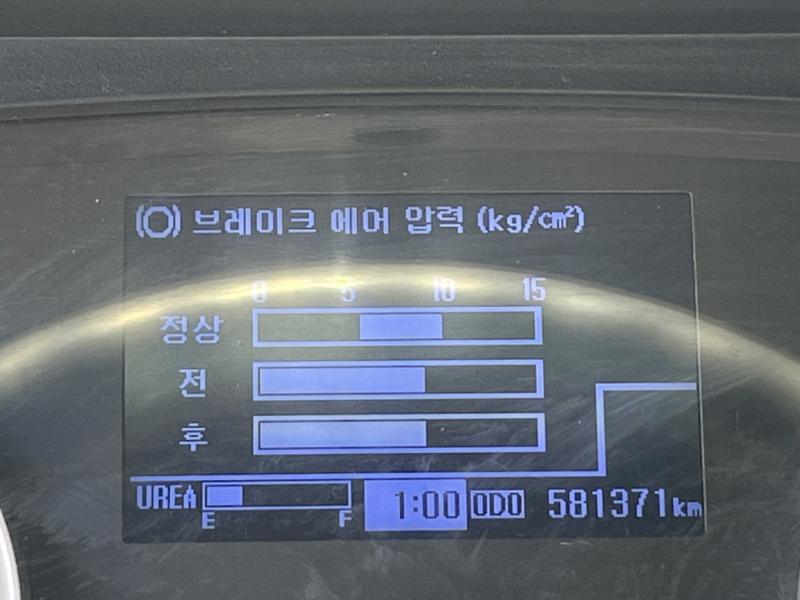 브레이크 에어 압력 (kg/cm²)
0 5 10 15
정상
전
후
UREA E F 1:00 ODO 581371km